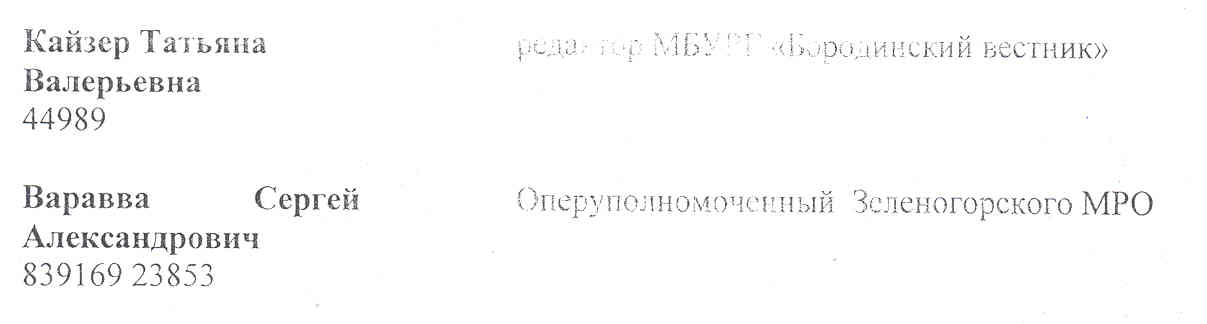 Кайзер Татьяна редактор МБУРГ «Бородинский вестник»
Валерьевна
44989
Варавва Сергей Оперуполномоченный Зеленогорского МРО
Александрович
839169 23853